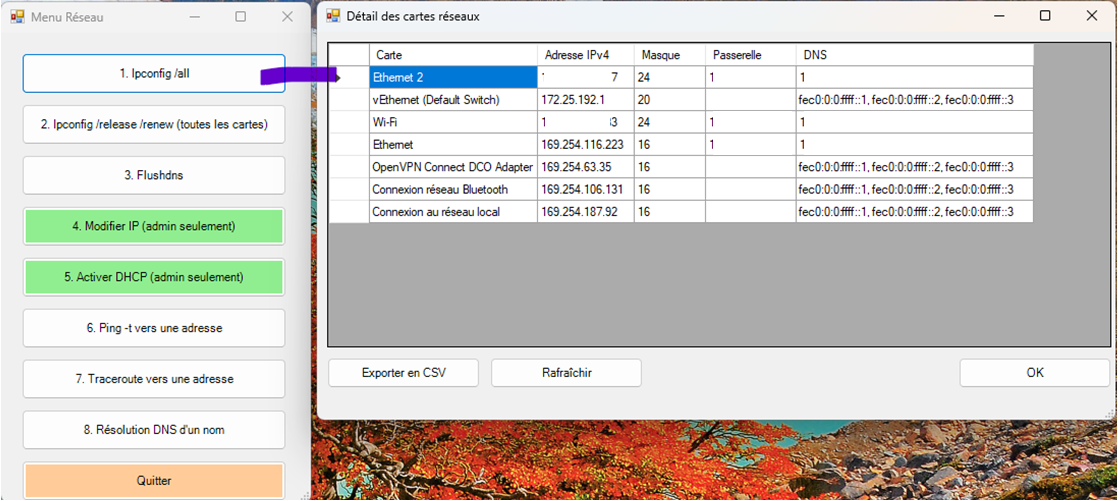 Menu Réseau
1. Ipconfig /all
2. Ipconfig /release /renew (toutes les cartes)
3. Flushdns
4. Modifier IP (admin seulement)
5. Activer DHCP (admin seulement)
6. Ping -t vers une adresse
7. Traceroute vers une adresse
8. Résolution DNS d'un nom
Quitter
Détail des cartes réseaux
Carte Adresse IPv4 Masque Passerelle DNS
Ethernet 2 7 24 1 1
vEthernet (Default Switch) 172.25.192.1 20 fec0:0:0:ffff::1, fec0:0:0:ffff::2, fec0:0:0:ffff::3
Wi-Fi 1 3 24 1 1
Ethernet 169.254.116.223 16 1 1
OpenVPN Connect DCO Adapter 169.254.63.35 16 fec0:0:0:ffff::1, fec0:0:0:ffff::2, fec0:0:0:ffff::3
Connexion réseau Bluetooth 169.254.106.131 16 fec0:0:0:ffff::1, fec0:0:0:ffff::2, fec0:0:0:ffff::3
Connexion au réseau local 169.254.187.92 16 fec0:0:0:ffff::1, fec0:0:0:ffff::2, fec0:0:0:ffff::3
Exporter en CSV Rafraîchir OK